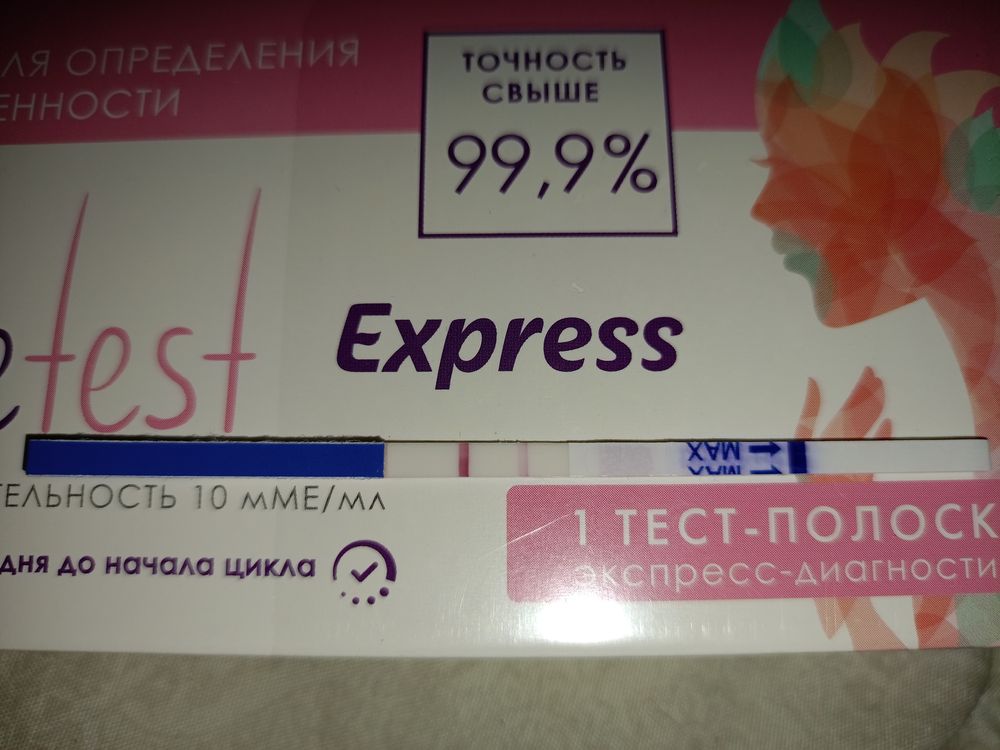 ЛЯ ОПРЕДЕЛЕНИЯ
ЕННОСТИ
ТОЧНОСТЬ
СВЫШЕ
99,9%
etest
Express
MAX
MAX
ТЕЛЬНОСТЬ 10 мМЕ/мл
1 ТЕСТ-ПОЛОСК
экспресс-диагности
дня до начала цикла